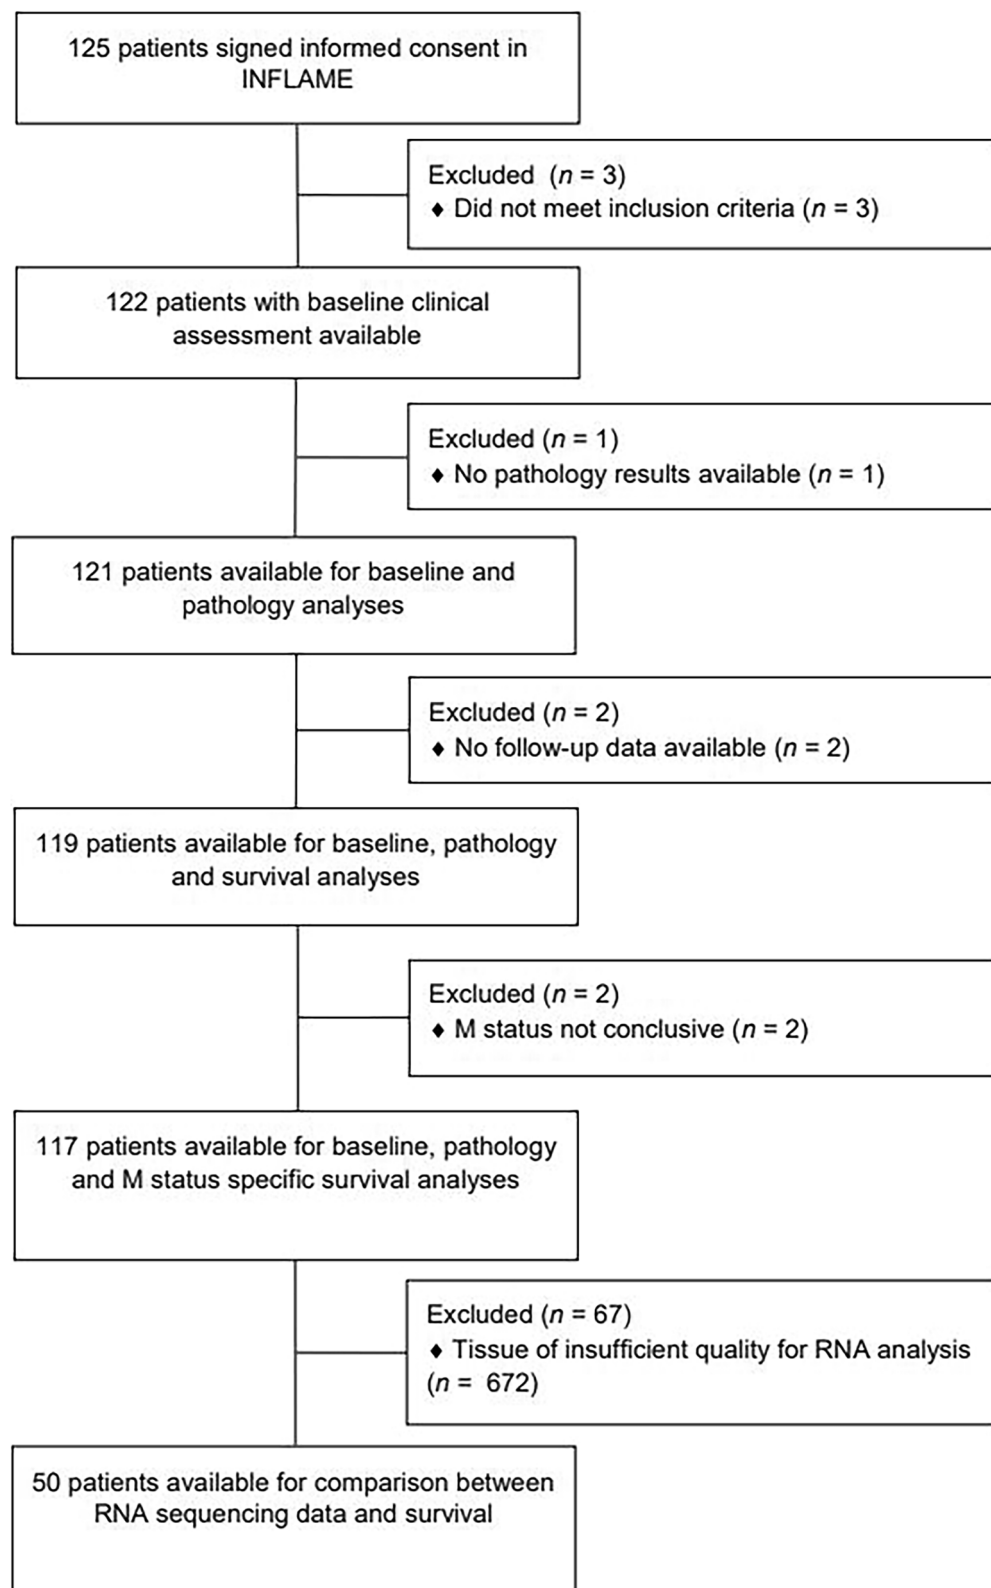 125 patients signed informed consent in
INFLAME
Excluded (n = 3)
♦ Did not meet inclusion criteria (n = 3)
122 patients with baseline clinical
assessment available
Excluded (n = 1)
♦ No pathology results available (n = 1)
121 patients available for baseline and
pathology analyses
Excluded (n = 2)
♦ No follow-up data available (n = 2)
119 patients available for baseline, pathology
and survival analyses
Excluded (n = 2)
♦ M status not conclusive (n = 2)
117 patients available for baseline, pathology
and M status specific survival analyses
Excluded (n = 67)
♦ Tissue of insufficient quality for RNA analysis
(n = 672)
50 patients available for comparison between
RNA sequencing data and survival